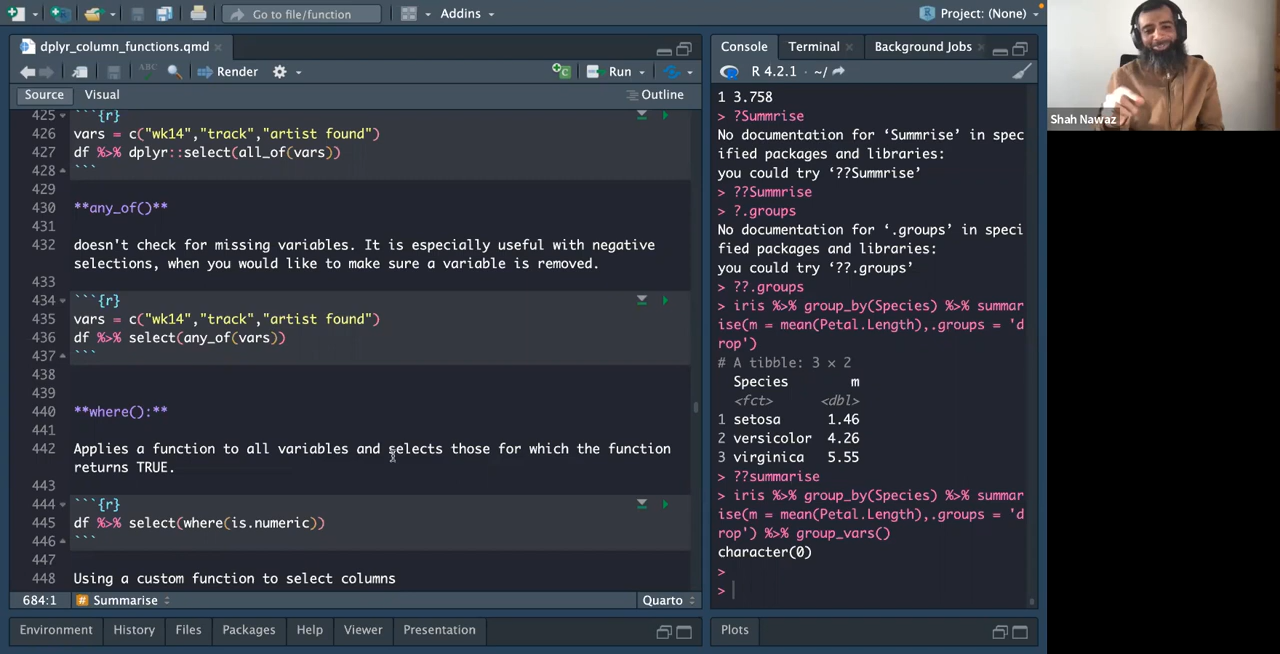 Go to file/function
Addins
Project: (None)
dplyr_column_functions.qmd
Render
Run
Source
Visual
Outline
425 ```{r}
426 vars = c("wk14","track","artist found")
427 df %>% dplyr::select(all_of(vars))
428 ```
429
430 **any_of()**
431
432 doesn't check for missing variables. It is especially useful with negative
selections, when you would like to make sure a variable is removed.
433
434 ```{r}
435 vars = c("wk14","track","artist found")
436 df %>% select(any_of(vars))
437 ```
438
439
440 **where():**
441
442 Applies a function to all variables and selects those for which the function
returns TRUE.
443
444 ```{r}
445 df %>% select(where(is.numeric))
446 ```
447
448 Using a custom function to select columns
684:1 # Summarise
Quarto
Environment
History
Files
Packages
Help
Viewer
Presentation
Console
Terminal
Background Jobs
R 4.2.1 · ~/
1 3.758
> ?Summrise
No documentation for ‘Summrise’ in spec
ified packages and libraries:
you could try ‘??Summrise’
> ??Summrise
> ?.groups
No documentation for ‘.groups’ in speci
fied packages and libraries:
you could try ‘??.groups’
> ??.groups
> iris %>% group_by(Species) %>% summar
ise(m = mean(Petal.Length),.groups = 'd
rop')
# A tibble: 3 × 2
Species m
<fct> <dbl>
1 setosa 1.46
2 versicolor 4.26
3 virginica 5.55
> ??summarise
> iris %>% group_by(Species) %>% summar
ise(m = mean(Petal.Length),.groups = 'd
rop') %>% group_vars()
character(0)
>
>
Plots
Shah Nawaz